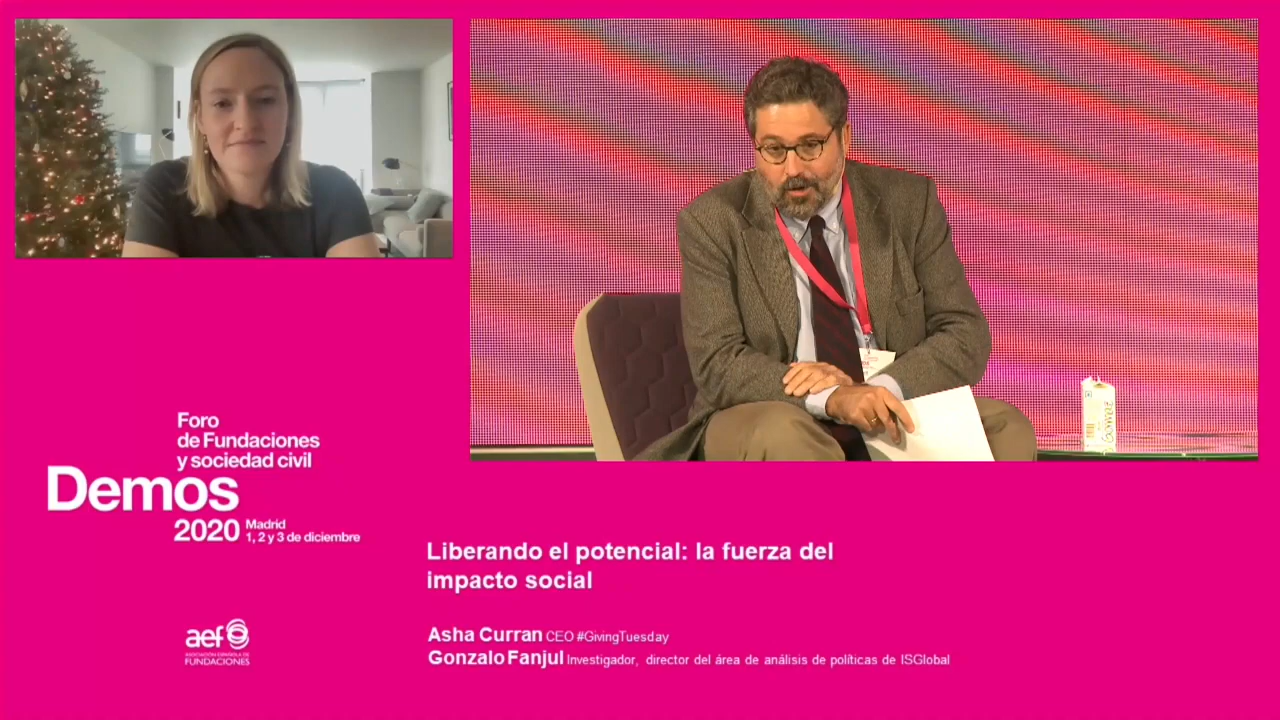 Foro
de Fundaciones
y sociedad civil
Demos
2020 Madrid
1, 2 y 3 de diciembre
Liberando el potencial: la fuerza del
impacto social
aef
ASOCIACIÓN ESPAÑOLA DE
FUNDACIONES
Asha Curran CEO #GivingTuesday
Gonzalo Fanjul Investigador, director del área de análisis de políticas de ISGlobal